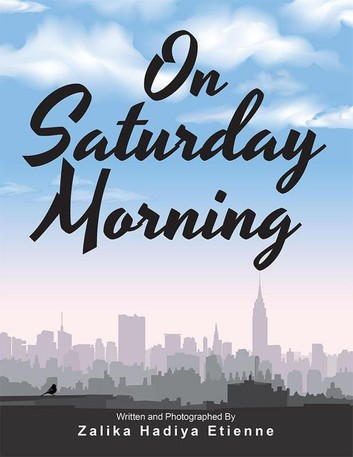 On
Saturday
Morning
Written and Photographed By
Zalika Hadiya Etienne